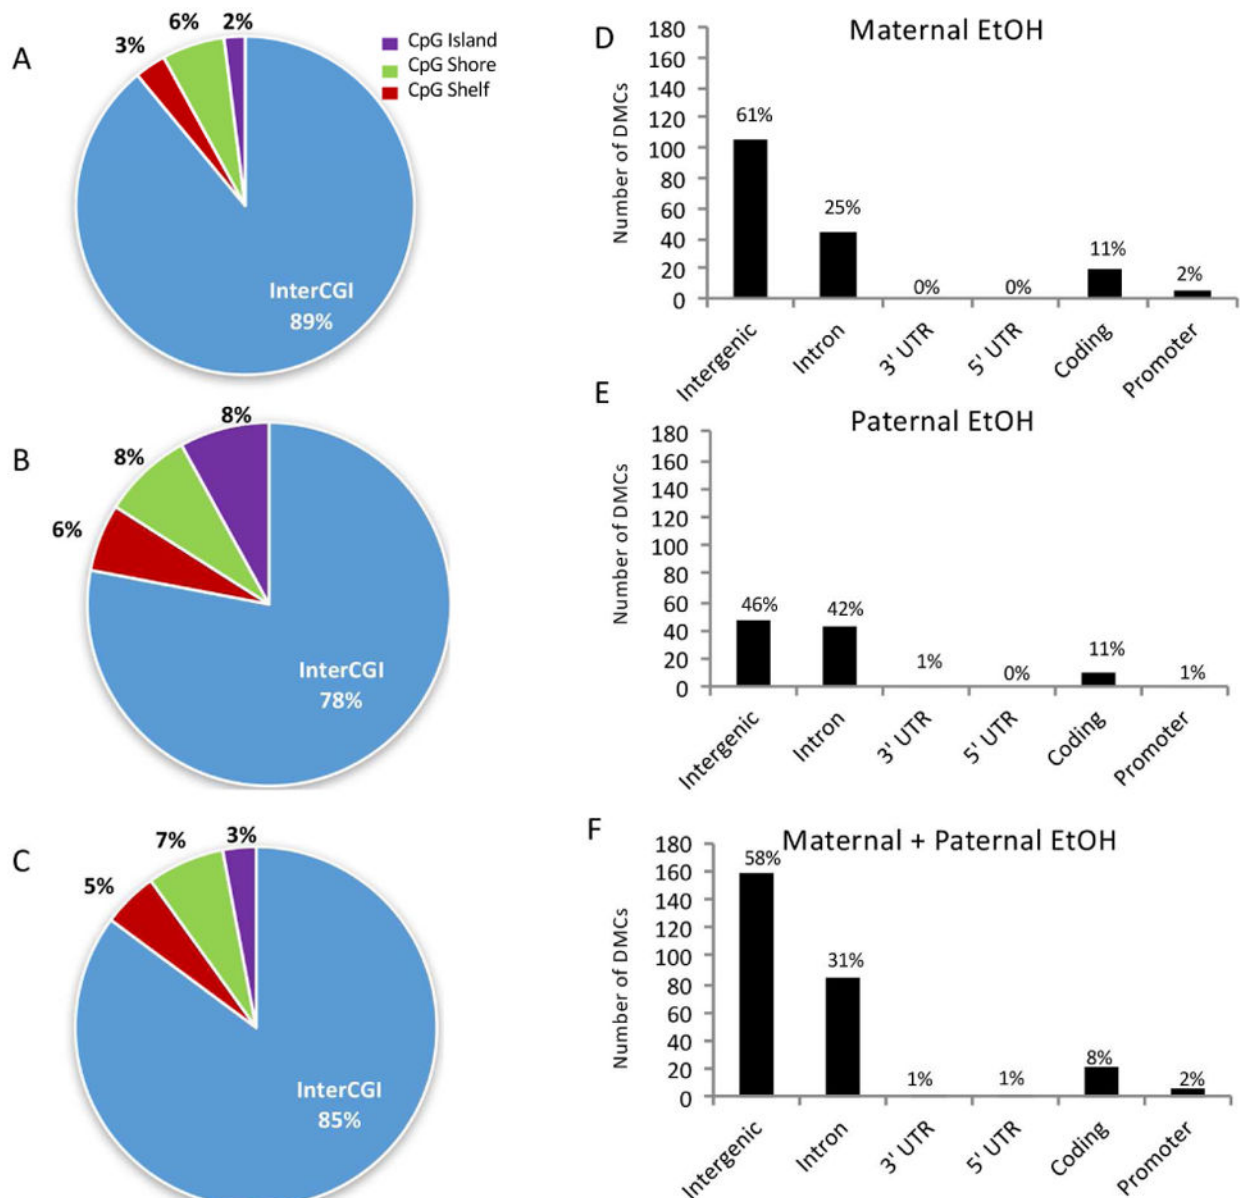 A
3%
6%
2%
CpG Island
CpG Shore
CpG Shelf
InterCGI
89%
B
6%
8%
8%
InterCGI
78%
C
5%
7%
3%
InterCGI
85%
D
Maternal EtOH
Number of DMCs
180
160
140
120
100
80
60
40
20
0
61%
25%
0%
0%
11%
2%
Intergenic
Intron
3' UTR
5' UTR
Coding
Promoter
E
Paternal EtOH
Number of DMCs
180
160
140
120
100
80
60
40
20
0
46%
42%
1%
0%
11%
1%
Intergenic
Intron
3' UTR
5' UTR
Coding
Promoter
F
Maternal + Paternal EtOH
Number of DMCs
180
160
140
120
100
80
60
40
20
0
58%
31%
1%
1%
8%
2%
Intergenic
Intron
3' UTR
5' UTR
Coding
Promoter